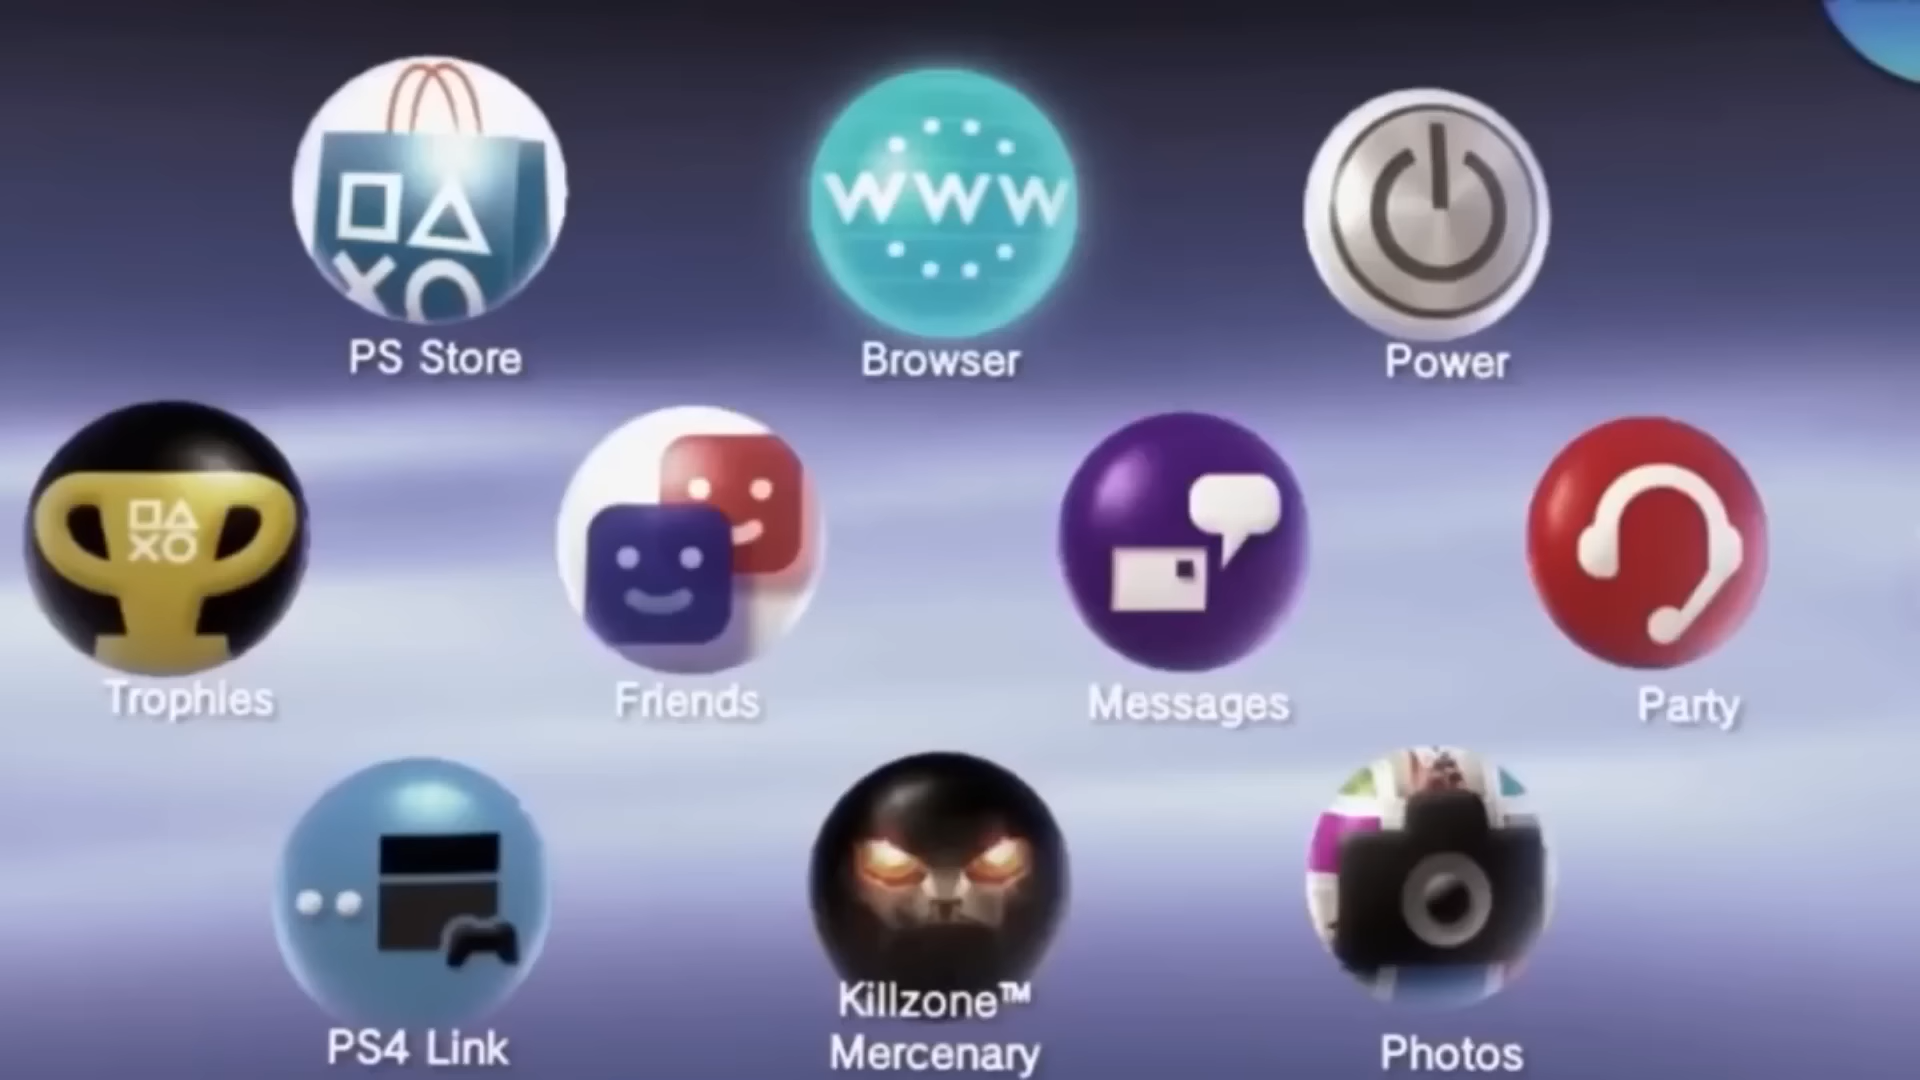 WWW
PS Store
Browser
Power
Trophies
Friends
Messages
Party
PS4 Link
Killzone™
Mercenary
Photos